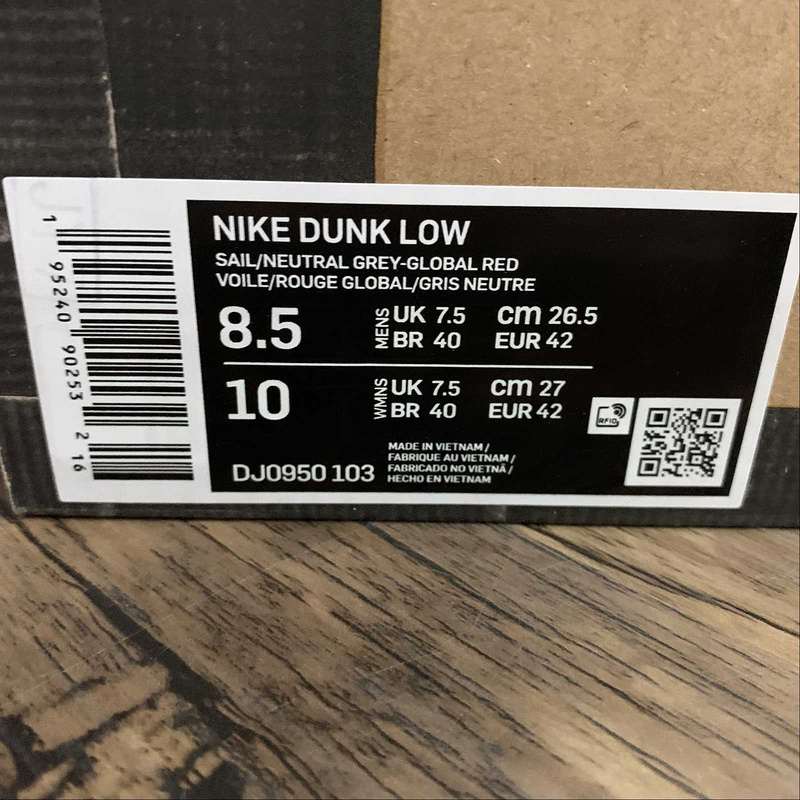 NIKE DUNK LOW
SAIL/NEUTRAL GREY-GLOBAL RED
VOILE/ROUGE GLOBAL/GRIS NEUTRE
8.5 MENS UK 7.5 cm 26.5
BR 40 EUR 42
10 WMNS UK 7.5 cm 27
BR 40 EUR 42
RFID
DJ0950 103
MADE IN VIETNAM /
FABRIQUE AU VIETNAM /
FABRICADO NO VIETNÃ /
HECHO EN VIETNAM
1 95240 90253 2 16